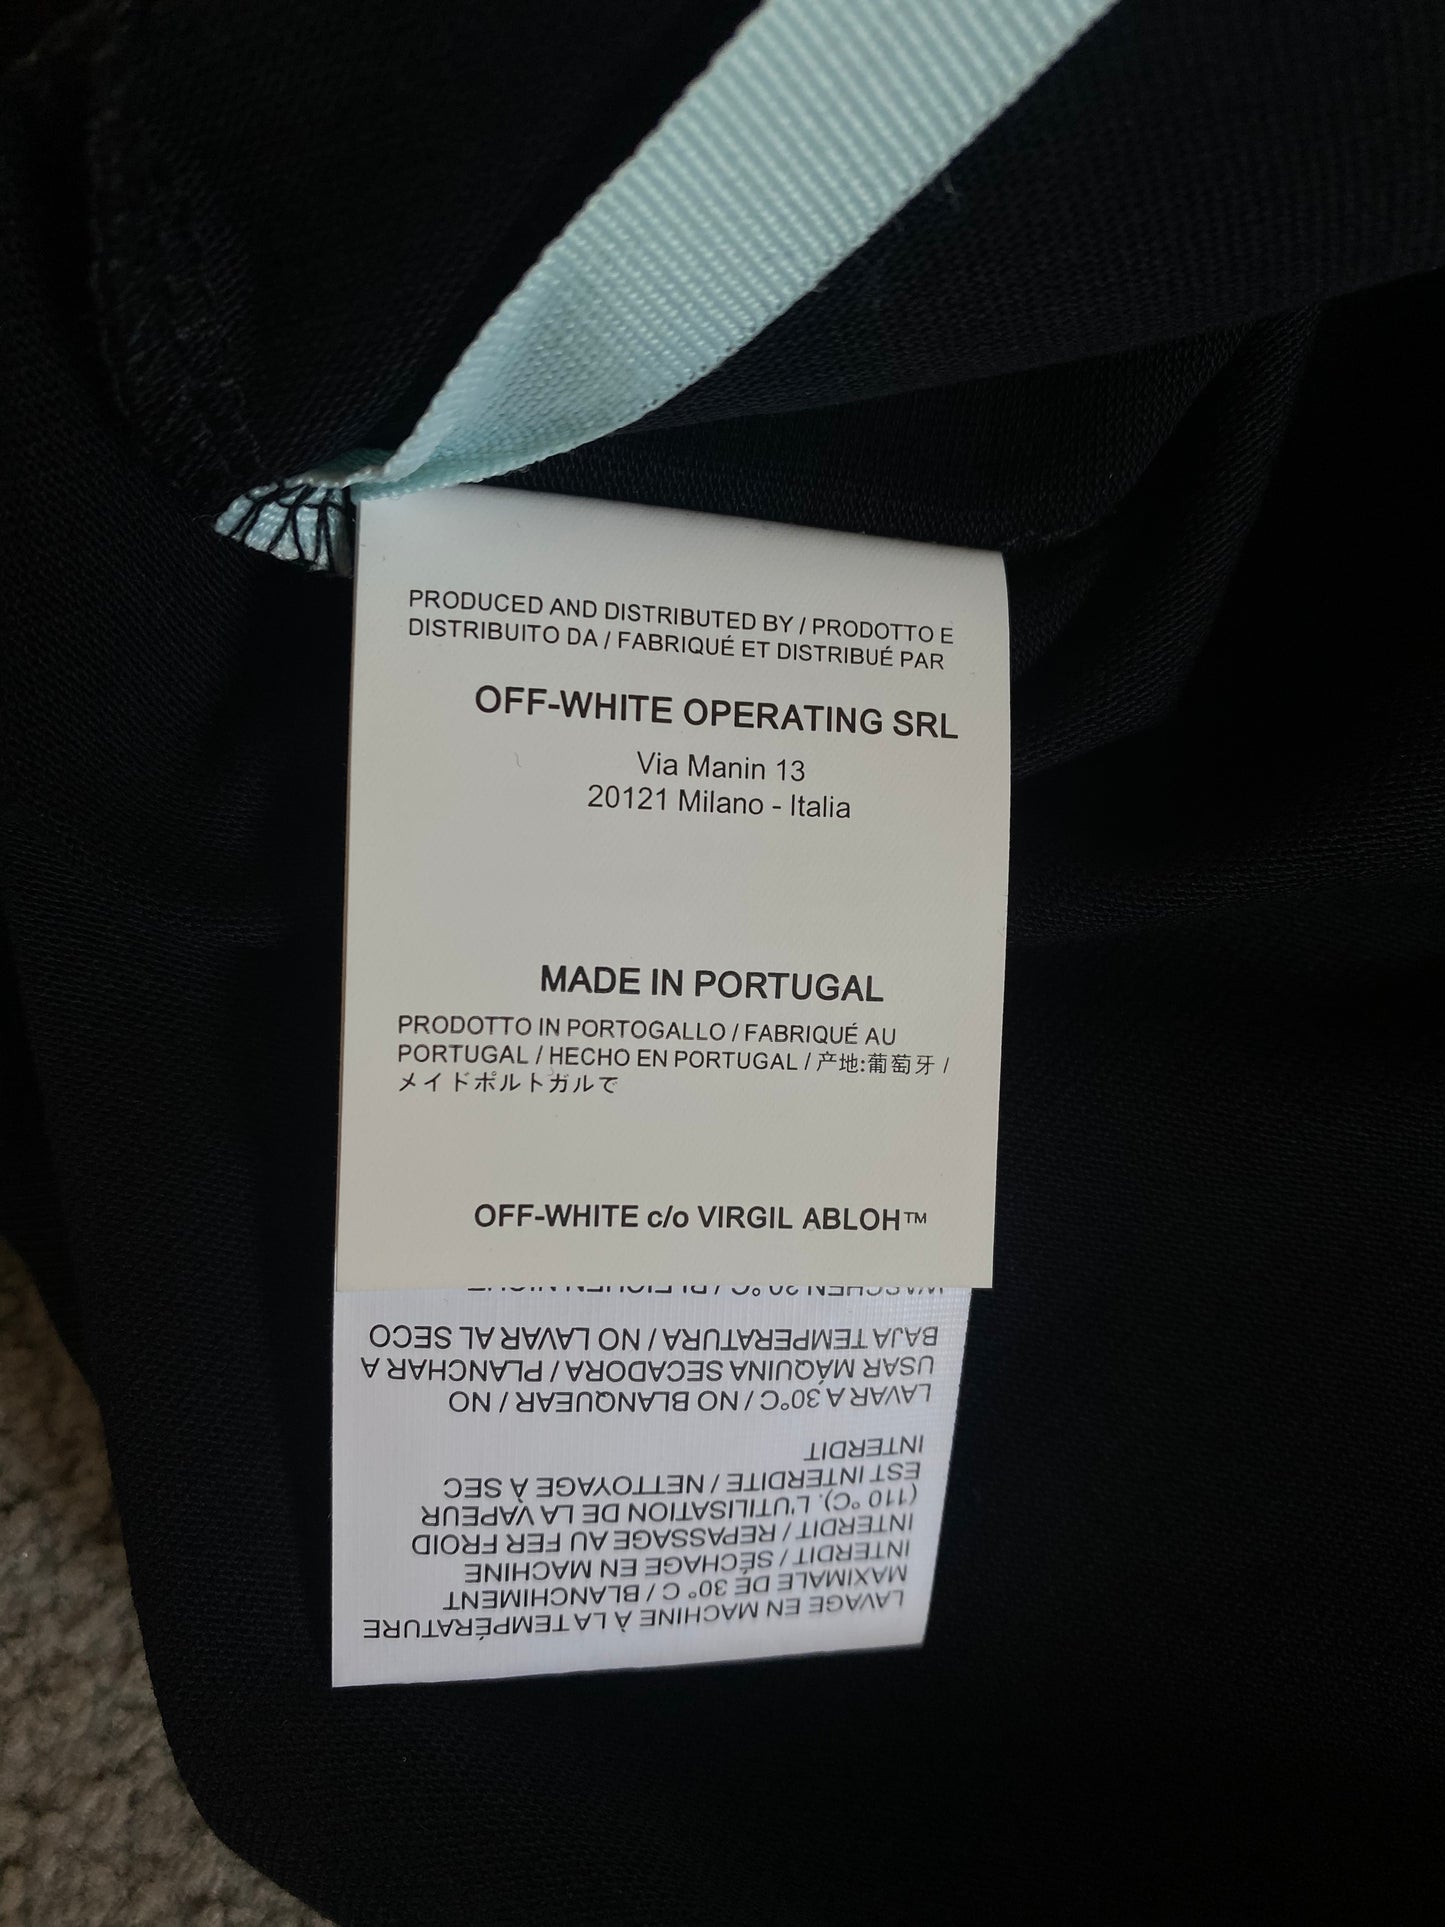 PRODUCED AND DISTRIBUTED BY / PRODOTTO E
DISTRIBUITO DA / FABRIQUÉ ET DISTRIBUÉ PAR
OFF-WHITE OPERATING SRL
Via Manin 13
20121 Milano - Italia
MADE IN PORTUGAL
PRODOTTO IN PORTOGALLO / FABRIQUÉ AU
PORTUGAL / HECHO EN PORTUGAL / 产地:葡萄牙 /
メイドポルトガルで
OFF-WHITE c/o VIRGIL ABLOH™
LAVAGE EN MACHINE À LA TEMPÉRATURE
MAXIMALE DE 30° C / BLANCHIMENT
INTERDIT / SÉCHAGE EN MACHINE
INTERDIT / REPASSAGE AU FER FROID
(110 °C). L'UTILISATION DE LA VAPEUR
EST INTERDITE / NETTOYAGE À SEC
INTERDIT
LAVAR A 30°C / NO BLANQUEAR / NO
USAR MÁQUINA SECADORA / PLANCHAR A
BAJA TEMPERATURA / NO LAVAR AL SECO
WASCHEN 30 °C / BLEICHEN